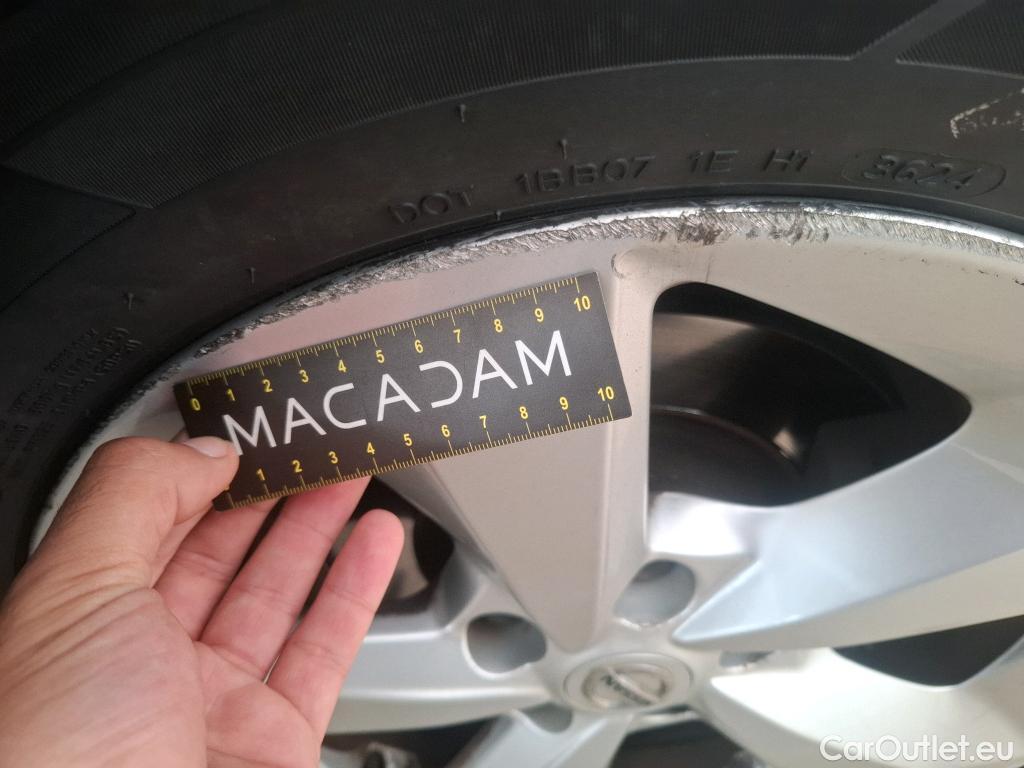 DOT 1BB07 1E H1 3624
0 1 2 3 4 5 6 7 8 9 10
MACADAM
1 2 3 4 5 6 7 8 9 10
NISSAN
CarOutlet.eu